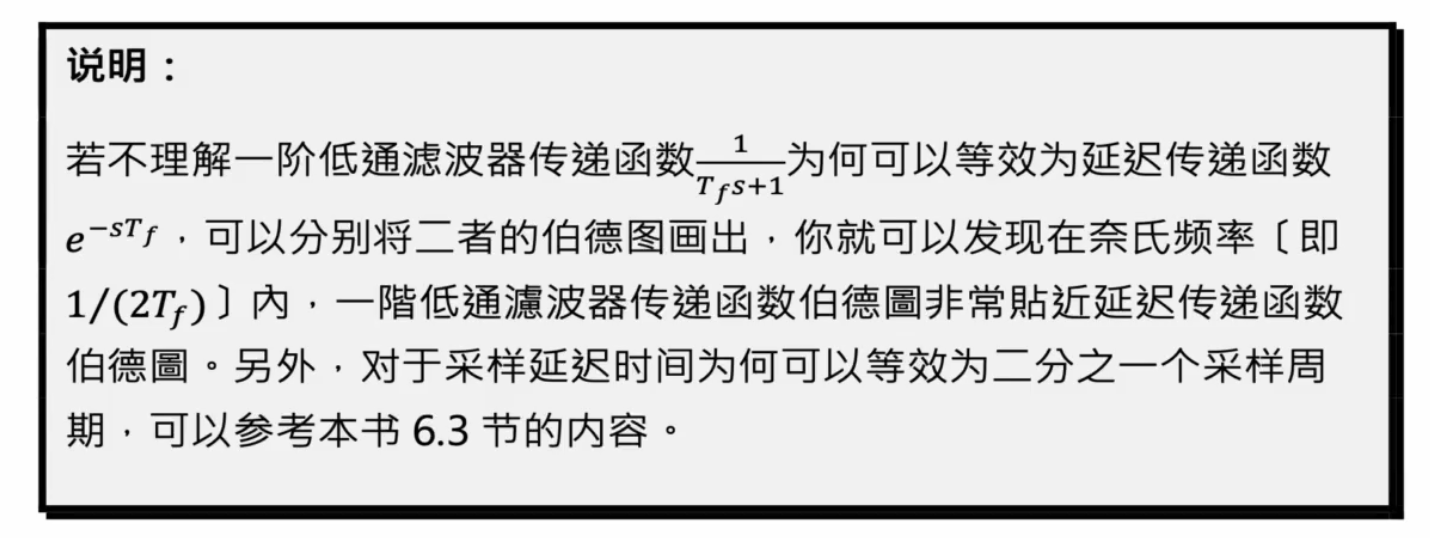 说明：
若不理解一阶低通滤波器传递函数\frac{1}{T_f s+1}为何可以等效为延迟传递函数
e^{-sT_f}，可以分别将二者的伯德图画出，你就可以发现在奈氏频率〔即
1/(2T_f)〕內，一階低通濾波器传递函数伯德圖非常貼近延迟传递函数
伯德圖。另外，对于采样延迟时间为何可以等效为二分之一个采样周
期，可以参考本书 6.3 节的内容。